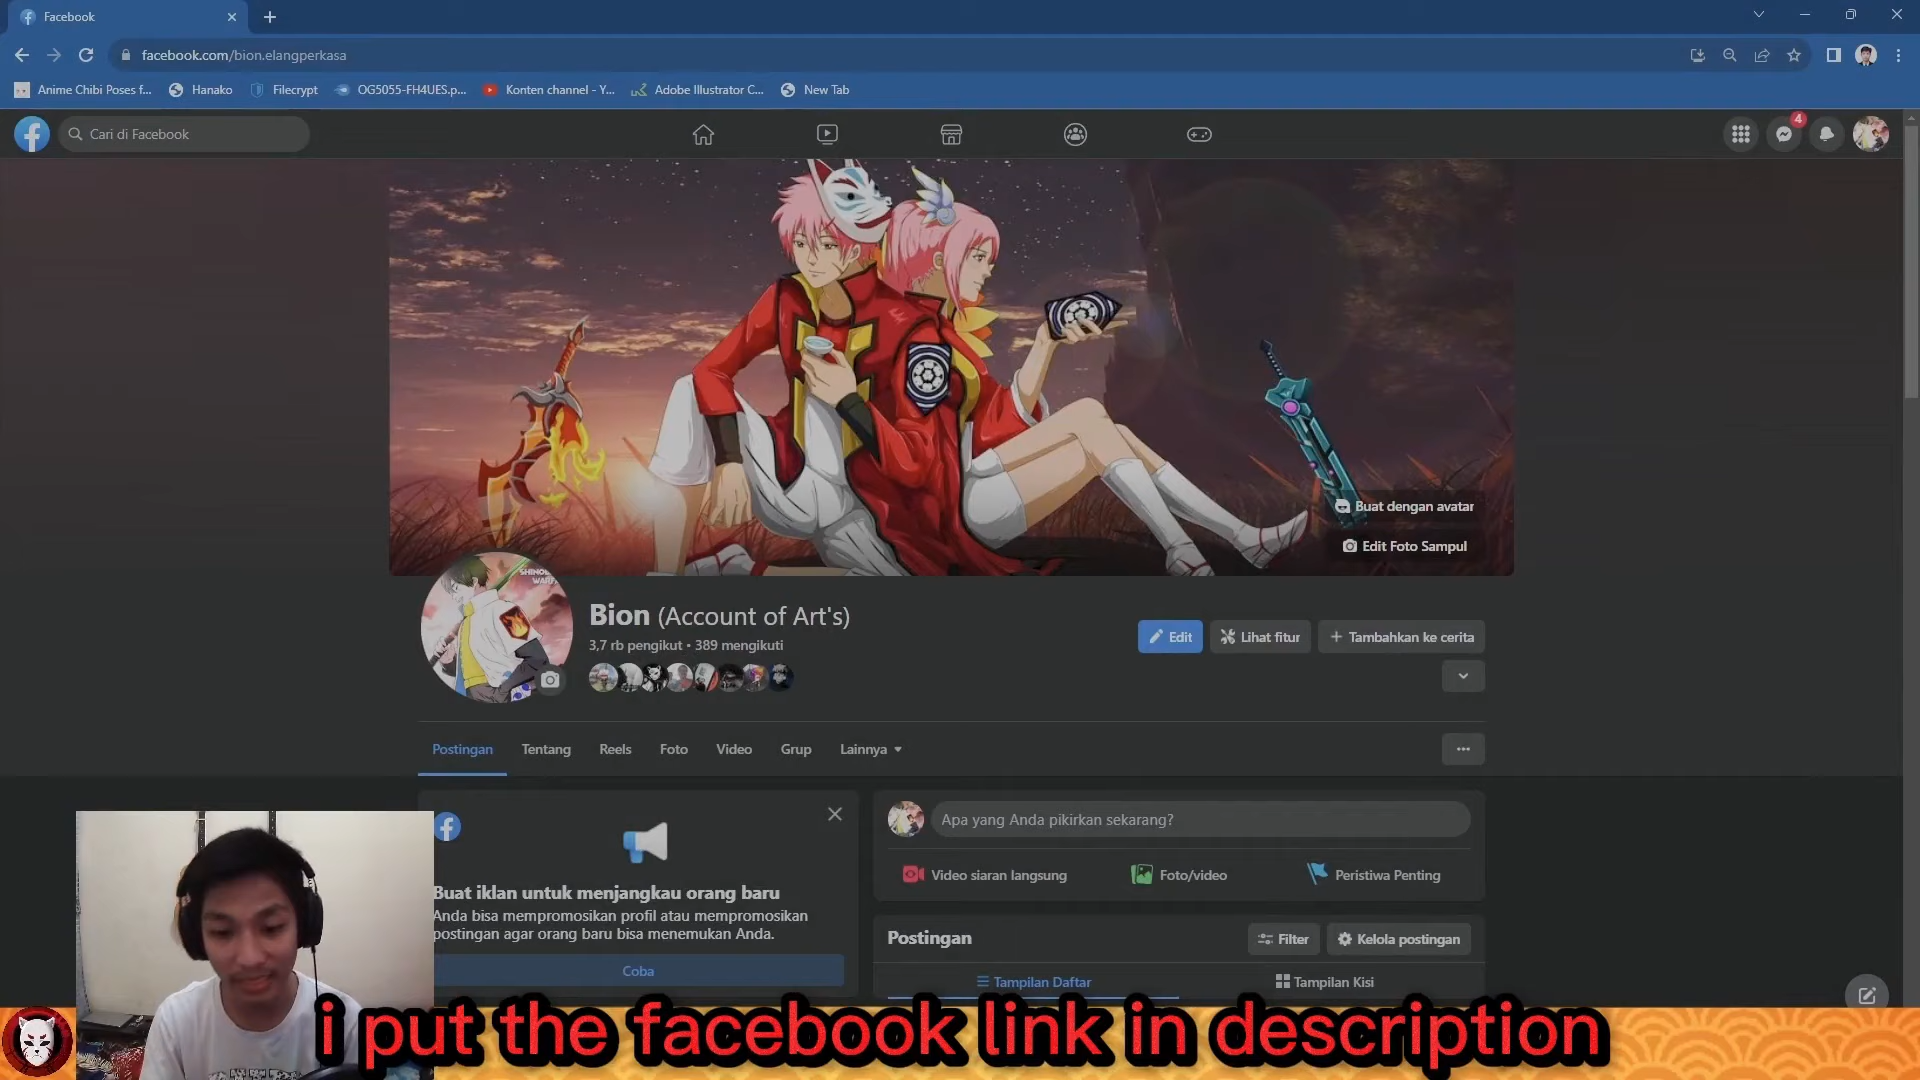 Facebook
facebook.com/bion.elangperkasa
Anime Chibi Poses f... Hanako Filecrypt OG5055-FH4UES.p... Konten channel - Y... Adobe Illustrator C... New Tab
Cari di Facebook
4
Buat dengan avatar
Edit Foto Sampul
Bion (Account of Art's)
3,7 rb pengikut • 389 mengikuti
Edit Lihat fitur Tambahkan ke cerita
Postingan Tentang Reels Foto Video Grup Lainnya
Apa yang Anda pikirkan sekarang?
Video siaran langsung Foto/video Peristiwa Penting
Buat iklan untuk menjangkau orang baru
Anda bisa mempromosikan profil atau mempromosikan
postingan agar orang baru bisa menemukan Anda.
Coba
Postingan Filter Kelola postingan
Tampilan Daftar Tampilan Kisi
i put the facebook link in description